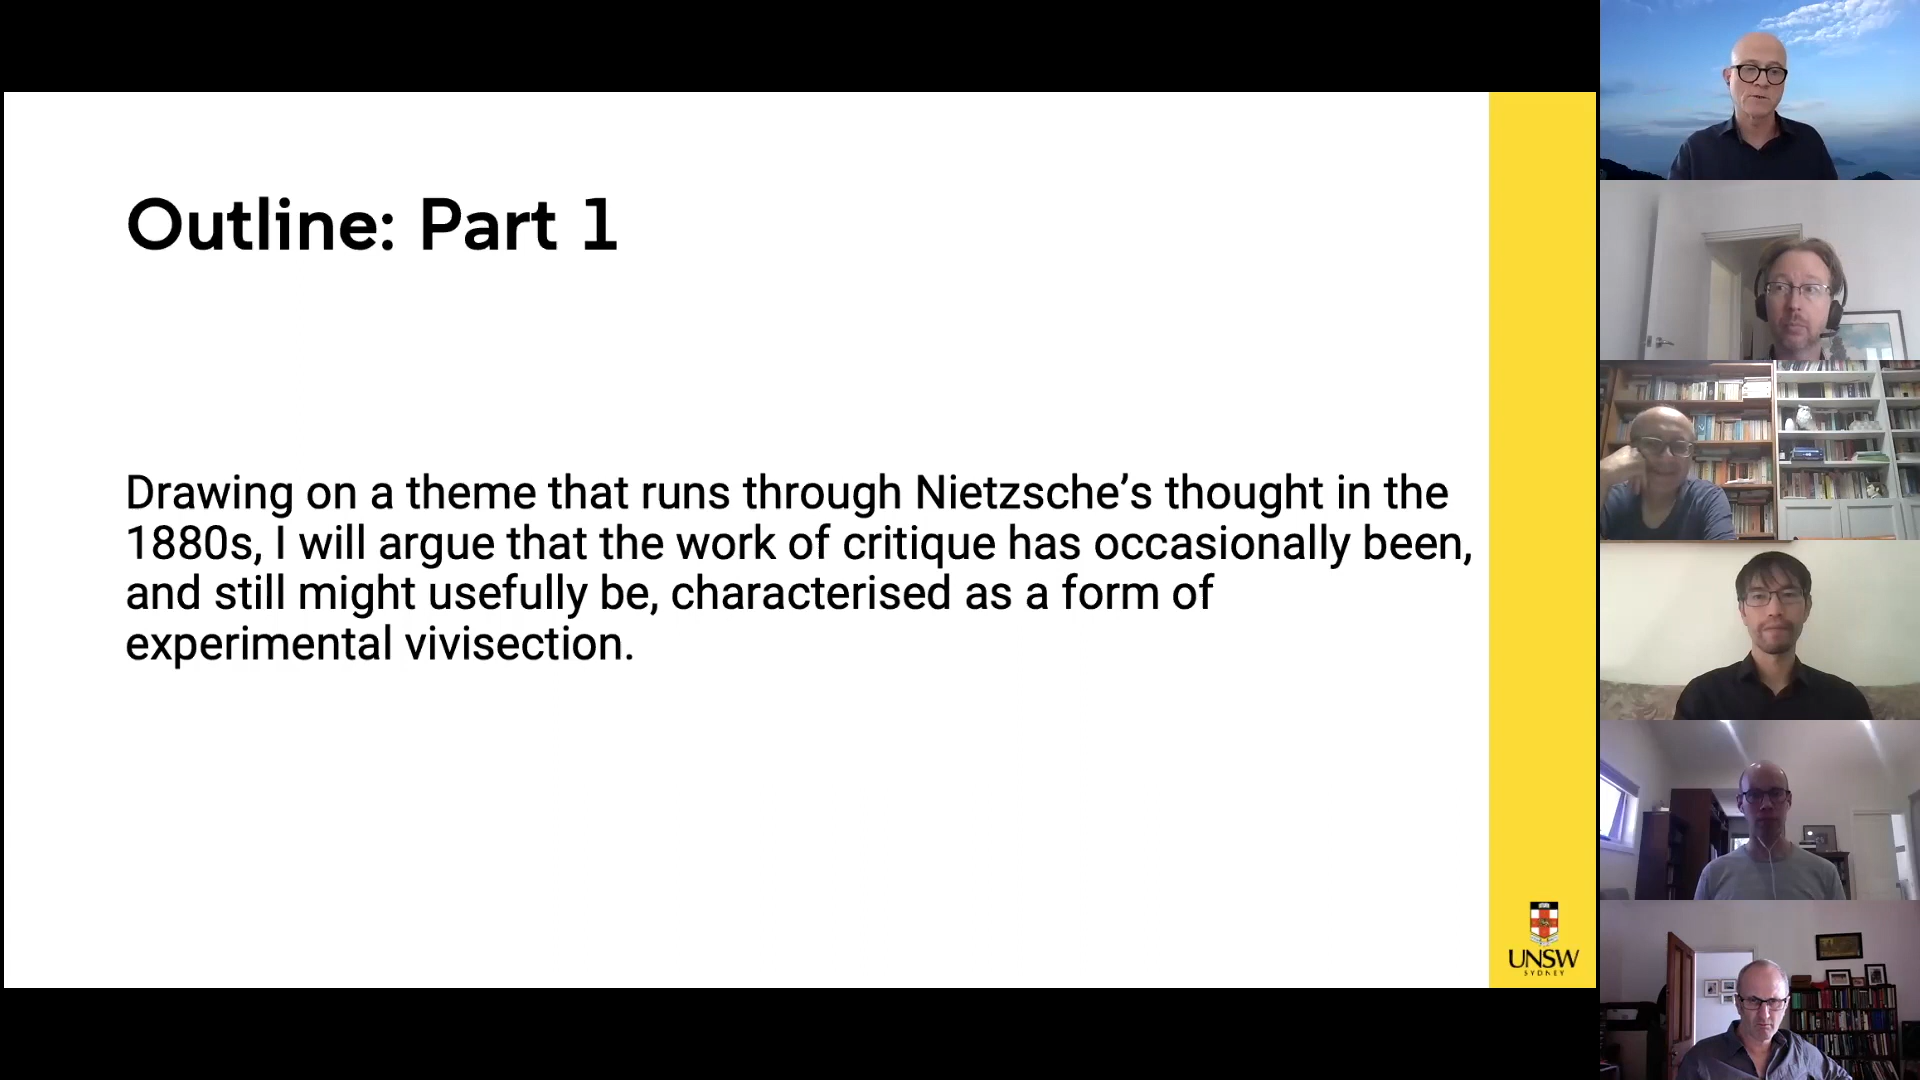 Outline: Part 1
Drawing on a theme that runs through Nietzsche’s thought in the
1880s, I will argue that the work of critique has occasionally been,
and still might usefully be, characterised as a form of
experimental vivisection.
UNSW
SYDNEY